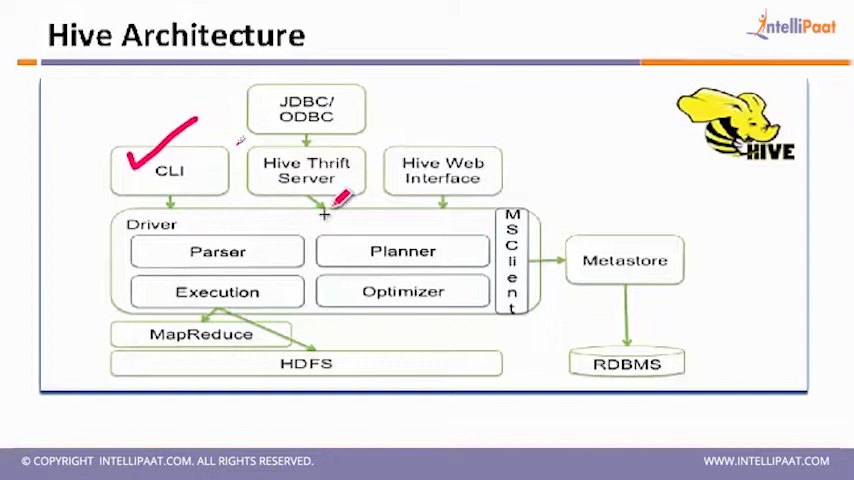 Hive Architecture
IntelliPaat
JDBC/
ODBC
CLI
Hive Thrift
Server
Hive Web
Interface
HIVE
Driver
Parser
Planner
Execution
Optimizer
M
S
C
li
e
n
t
Metastore
MapReduce
HDFS
RDBMS
© COPYRIGHT INTELLIPAAT.COM. ALL RIGHTS RESERVED.
WWW.INTELLIPAAT.COM